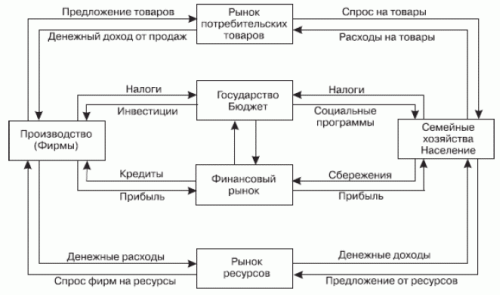 Предложение товаров
Рынок
потребительских
товаров
Спрос на товары
Денежный доход от продаж
Расходы на товары
Налоги
Государство
Бюджет
Налоги
Инвестиции
Социальные
программы
Производство
(Фирмы)
Семейные
хозяйства
Население
Кредиты
Финансовый
рынок
Сбережения
Прибыль
Прибыль
Денежные расходы
Рынок
ресурсов
Денежные доходы
Спрос фирм на ресурсы
Предложение от ресурсов